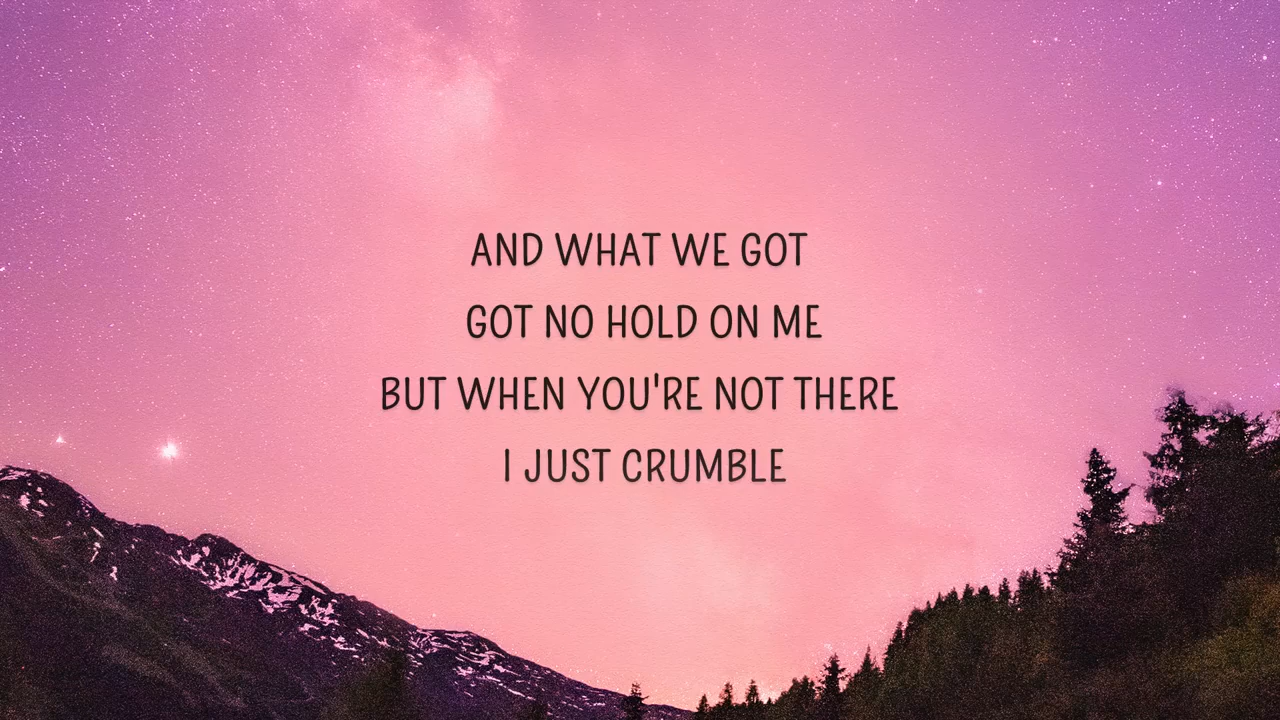 AND WHAT WE GOT
GOT NO HOLD ON ME
BUT WHEN YOU'RE NOT THERE
I JUST CRUMBLE